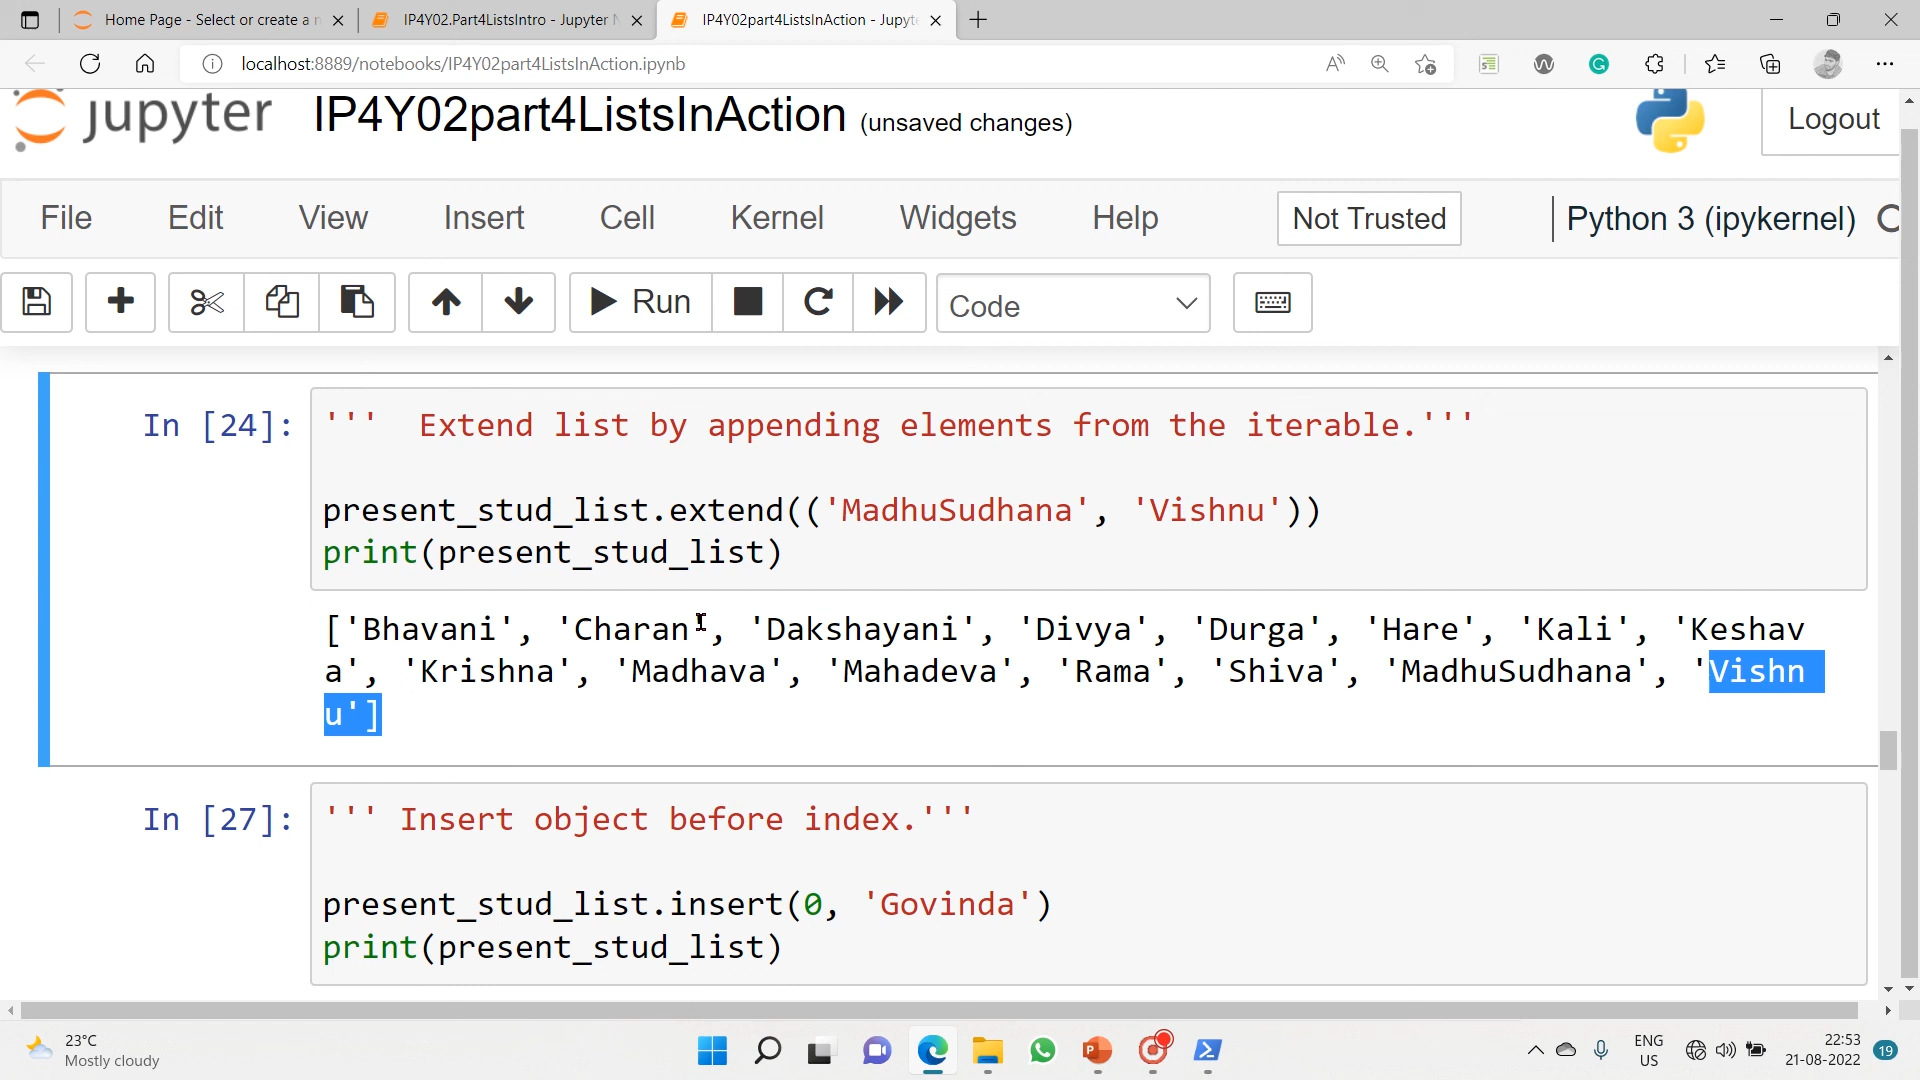 Home Page - Select or create a n
IP4Y02.Part4ListsIntro - Jupyter N
IP4Y02part4ListsInAction - Jupyte
localhost:8889/notebooks/IP4Y02part4ListsInAction.ipynb
jupyter IP4Y02part4ListsInAction (unsaved changes)
Logout
File Edit View Insert Cell Kernel Widgets Help
Not Trusted
Python 3 (ipykernel)
Run
Code
In [24]:
''' Extend list by appending elements from the iterable.'''
present_stud_list.extend(('MadhuSudhana', 'Vishnu'))
print(present_stud_list)
['Bhavani', 'Charan', 'Dakshayani', 'Divya', 'Durga', 'Hare', 'Kali', 'Keshav
a', 'Krishna', 'Madhava', 'Mahadeva', 'Rama', 'Shiva', 'MadhuSudhana', 'Vishn
u']
In [27]:
''' Insert object before index.'''
present_stud_list.insert(0, 'Govinda')
print(present_stud_list)
23°C
Mostly cloudy
ENG
US
22:53
21-08-2022
19